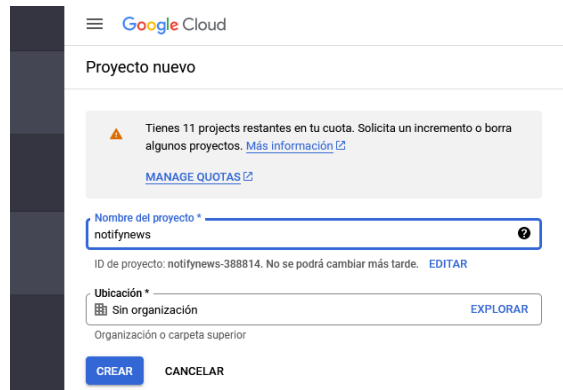 Google Cloud
Proyecto nuevo
Tienes 11 projects restantes en tu cuota. Solicita un incremento o borra
algunos proyectos. Más información
MANAGE QUOTAS
Nombre del proyecto *
notifynews
ID de proyecto: notifynews-388814. No se podrá cambiar más tarde. EDITAR
Ubicación *
Sin organización EXPLORAR
Organización o carpeta superior
CREAR CANCELAR